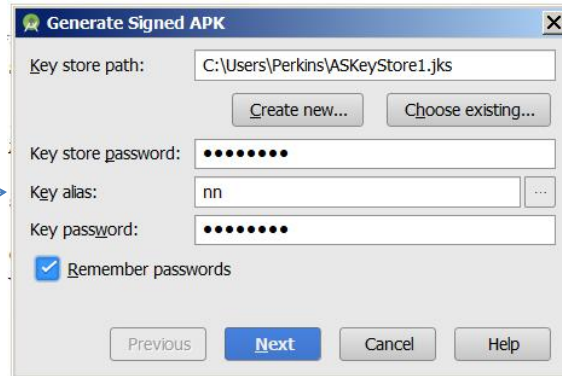 Generate Signed APK
Key store path: C:\Users\Perkins\ASKeyStore1.jks
Create new... Choose existing...
Key store password: ●●●●●●●●
Key alias: nn ...
Key password: ●●●●●●●●
Remember passwords
Previous Next Cancel Help